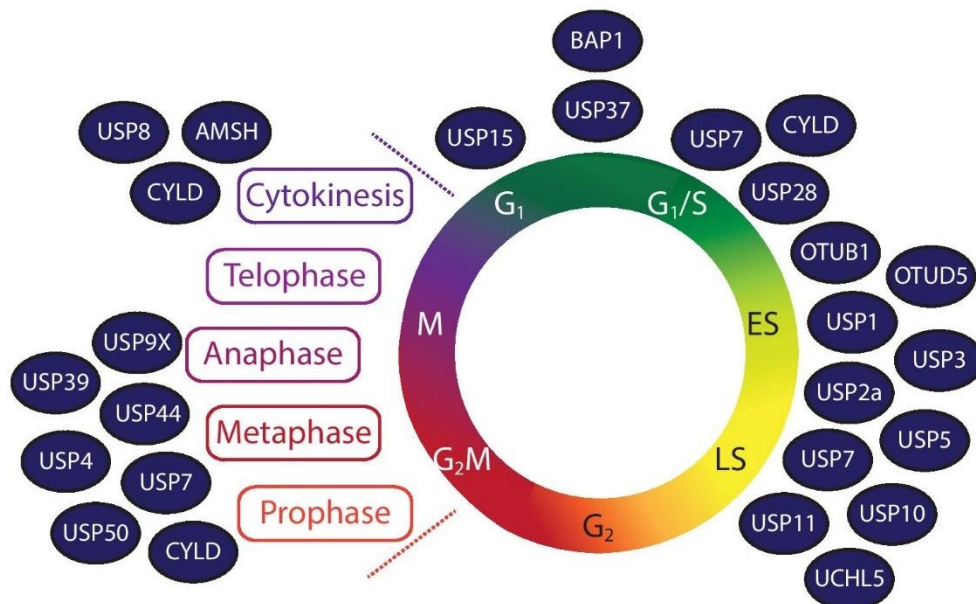 BAP1
USP37
USP15
USP7
CYLD
USP28
USP8
AMSH
CYLD
Cytokinesis
Telophase
Anaphase
Metaphase
Prophase
G₁
G₁/S
ES
LS
G₂
G₂M
M
OTUB1
OTUD5
USP1
USP3
USP2a
USP5
USP7
USP10
USP11
UCHL5
USP9X
USP39
USP44
USP4
USP7
USP50
CYLD